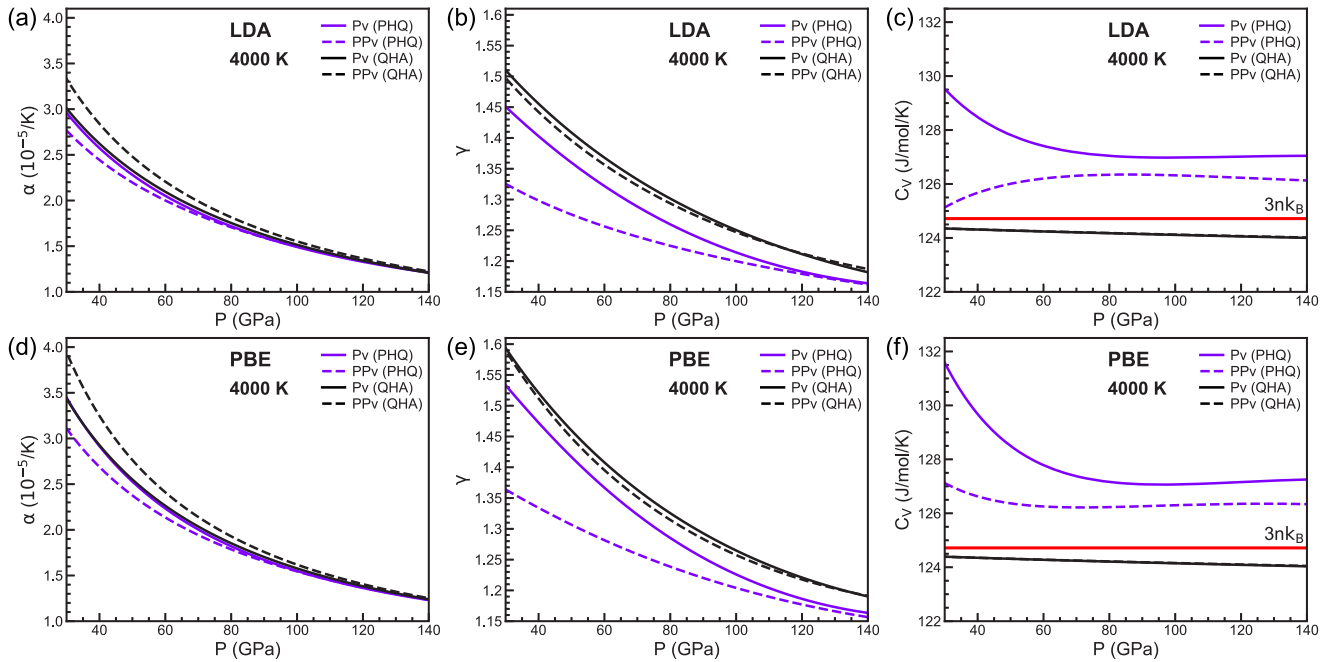 (a)
LDA
4000 K
Pv (PHQ)
PPv (PHQ)
Pv (QHA)
PPv (QHA)
4.0
3.5
3.0
2.5
2.0
1.5
1.0
α (10⁻⁵/K)
40 60 80 100 120 140
P (GPa)
(b)
LDA
4000 K
Pv (PHQ)
PPv (PHQ)
Pv (QHA)
PPv (QHA)
1.6
1.5
1.45
1.4
1.35
1.3
1.25
1.2
1.15
γ
40 60 80 100 120 140
P (GPa)
(c)
LDA
4000 K
Pv (PHQ)
PPv (PHQ)
Pv (QHA)
PPv (QHA)
132
130
128
126
124
122
C_V (J/mol/K)
3nk_B
40 60 80 100 120 140
P (GPa)
(d)
PBE
4000 K
Pv (PHQ)
PPv (PHQ)
Pv (QHA)
PPv (QHA)
4.0
3.5
3.0
2.5
2.0
1.5
1.0
α (10⁻⁵/K)
40 60 80 100 120 140
P (GPa)
(e)
PBE
4000 K
Pv (PHQ)
PPv (PHQ)
Pv (QHA)
PPv (QHA)
1.6
1.5
1.45
1.4
1.35
1.3
1.25
1.2
1.15
γ
40 60 80 100 120 140
P (GPa)
(f)
PBE
4000 K
Pv (PHQ)
PPv (PHQ)
Pv (QHA)
PPv (QHA)
132
130
128
126
124
122
C_V (J/mol/K)
3nk_B
40 60 80 100 120 140
P (GPa)